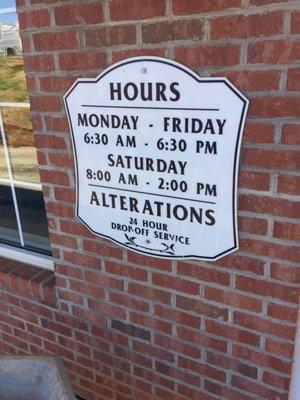 HOURS
MONDAY - FRIDAY
6:30 AM - 6:30 PM
SATURDAY
8:00 AM - 2:00 PM
ALTERATIONS
24 HOUR
DROP-OFF SERVICE